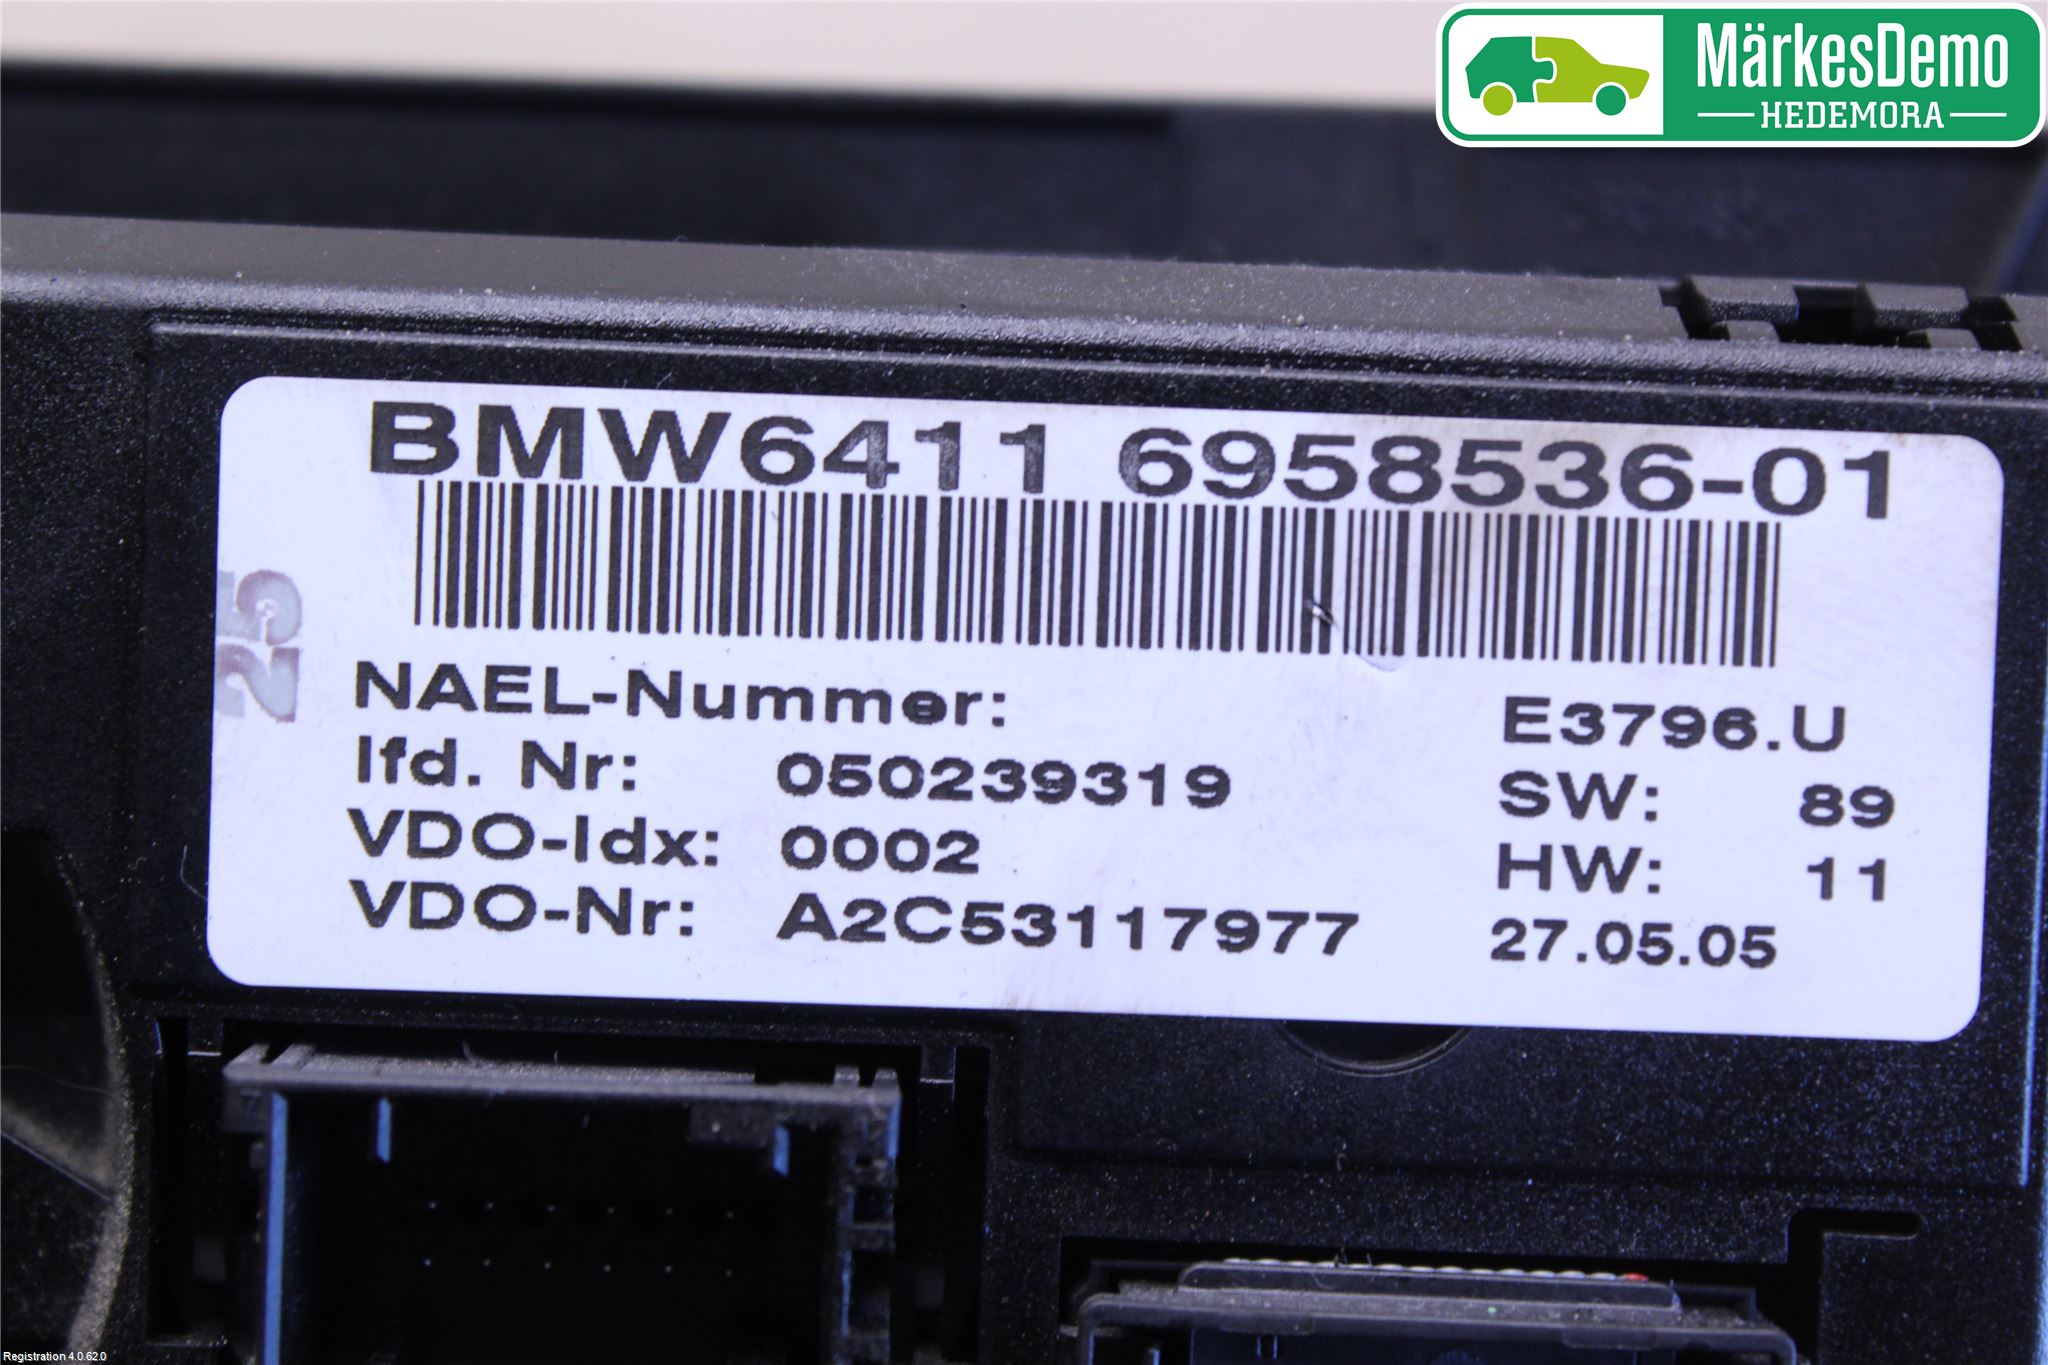 MärkesDemo
HEDEMORA
BMW6411 6958536-01
25
NAEL-Nummer: E3796.U
lfd. Nr: 050239319 SW: 89
VDO-Idx: 0002 HW: 11
VDO-Nr: A2C53117977 27.05.05
Registration 4.0.62.0